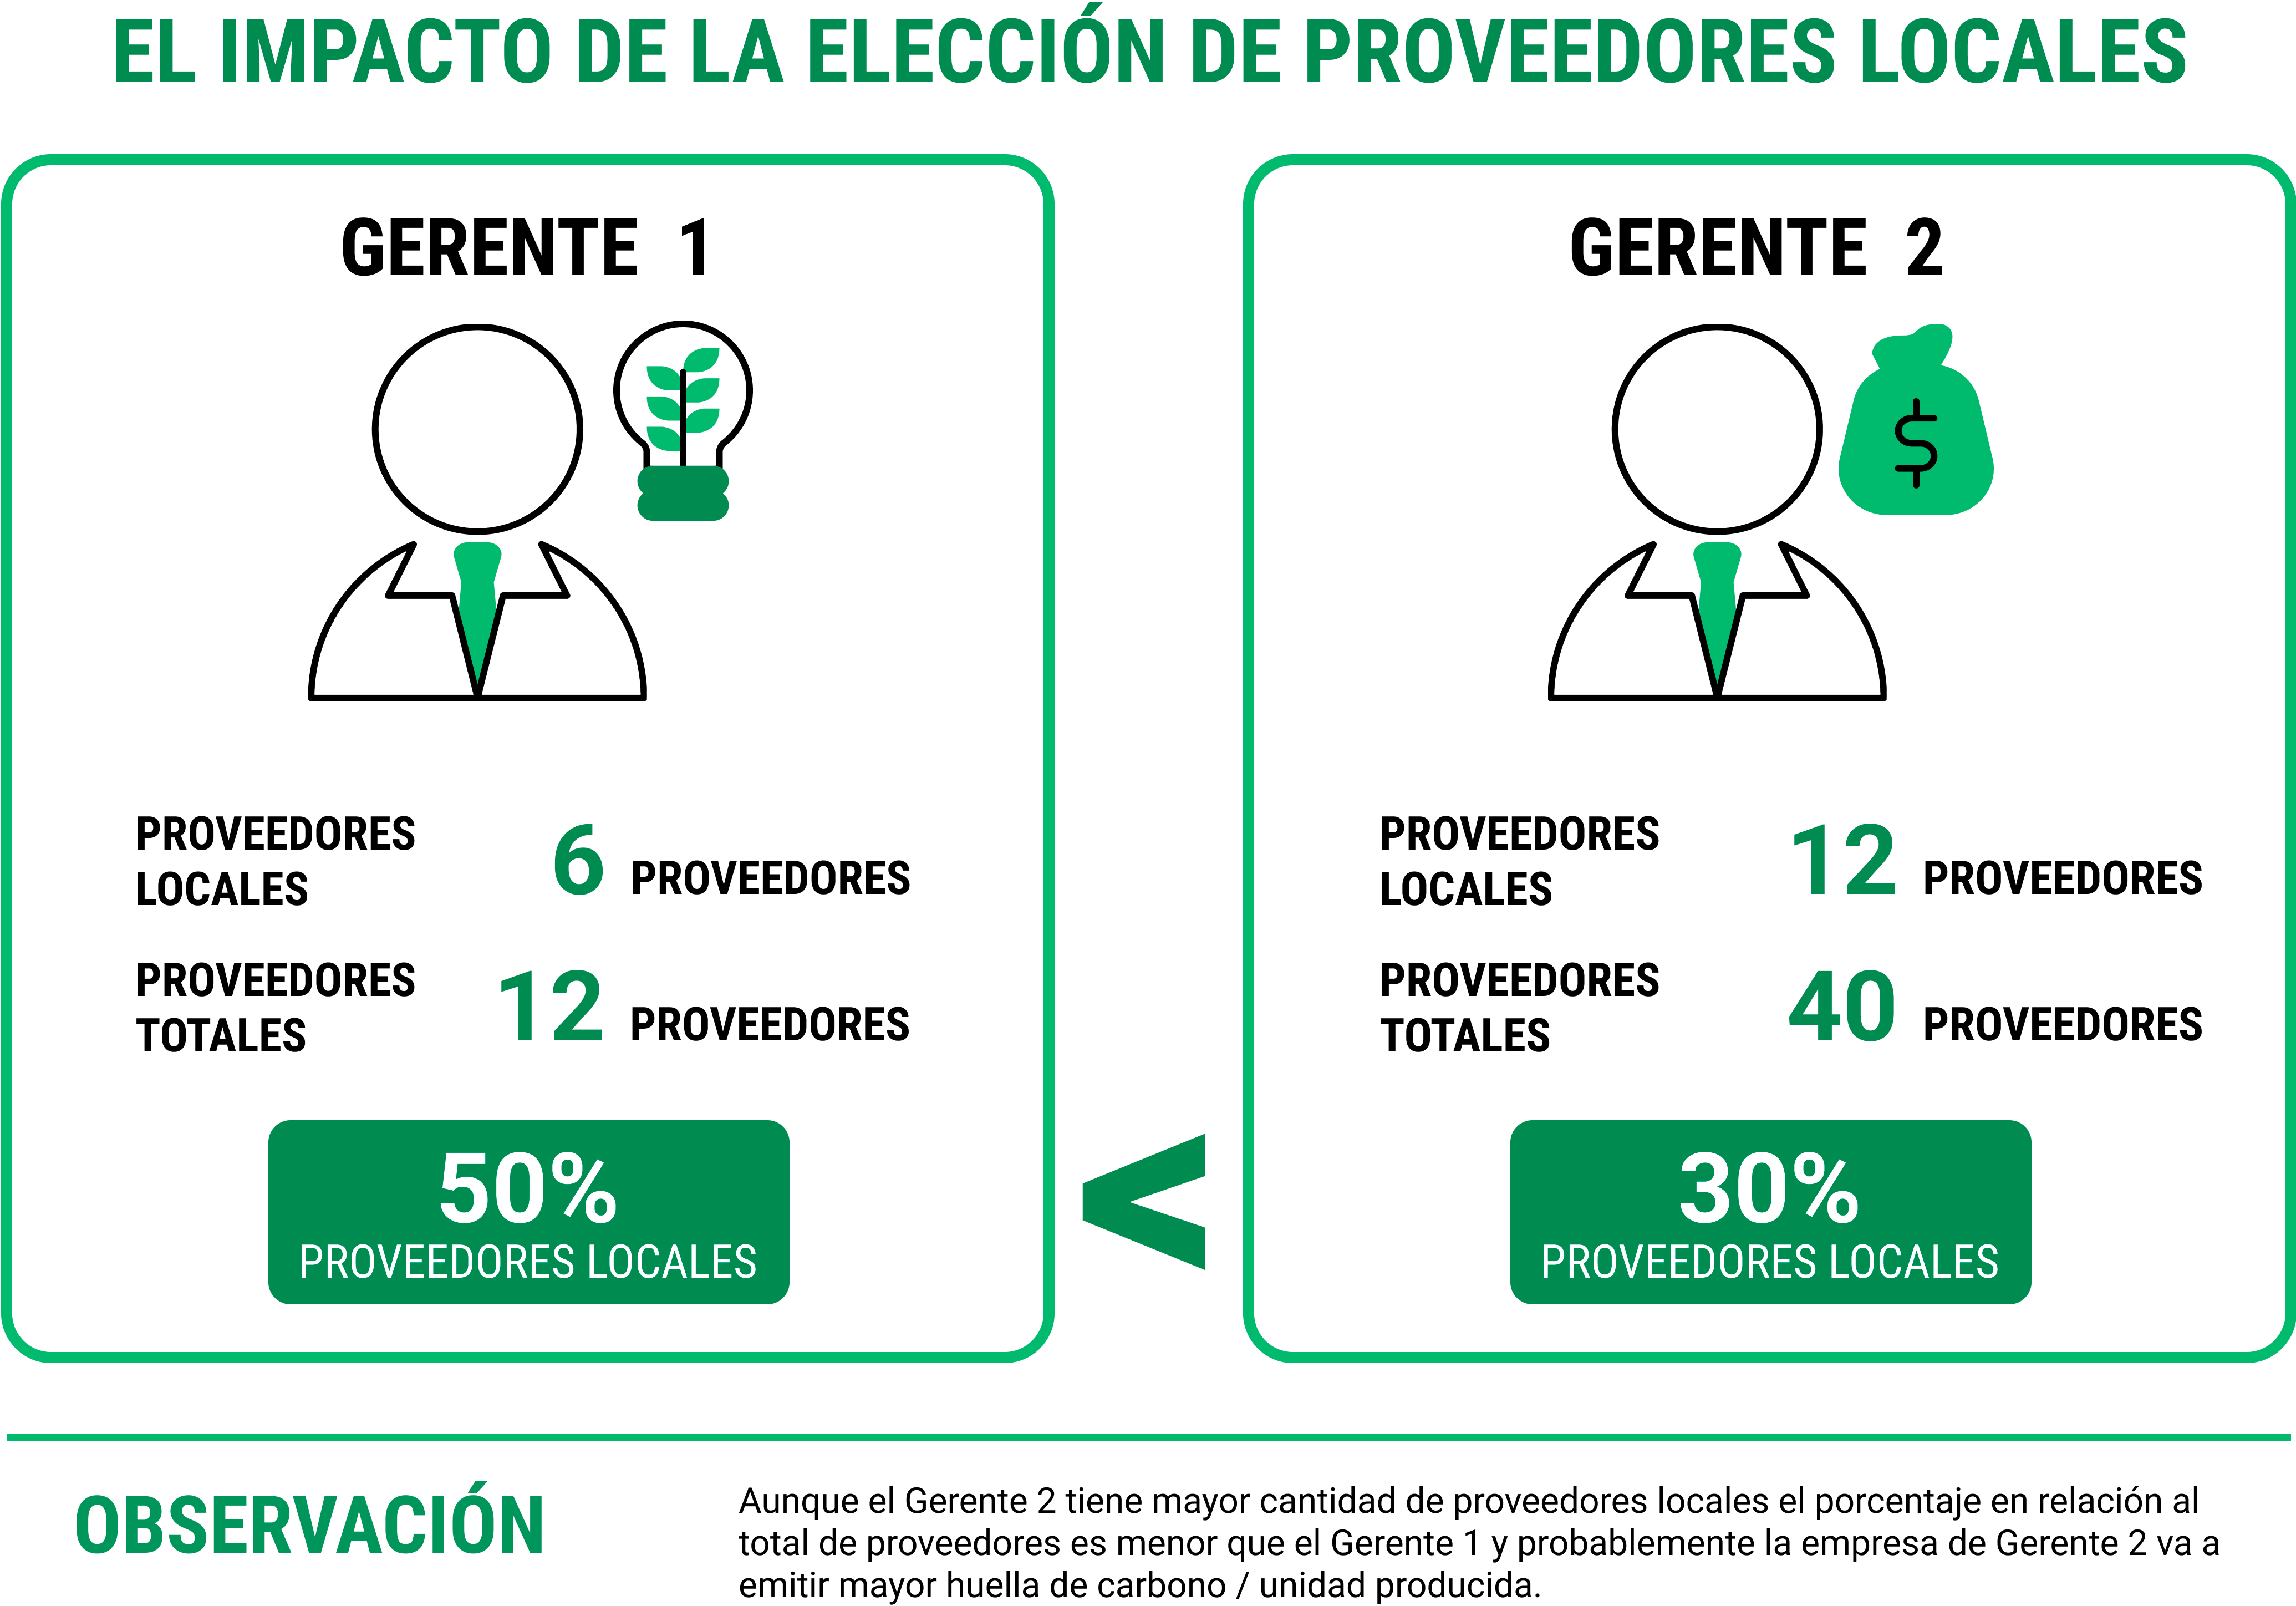 EL IMPACTO DE LA ELECCIÓN DE PROVEEDORES LOCALES
GERENTE 1
$
PROVEEDORES
LOCALES
6 PROVEEDORES
PROVEEDORES
TOTALES
12 PROVEEDORES
50%
PROVEEDORES LOCALES
<
GERENTE 2
$
PROVEEDORES
LOCALES
12 PROVEEDORES
PROVEEDORES
TOTALES
40 PROVEEDORES
30%
PROVEEDORES LOCALES
OBSERVACIÓN
Aunque el Gerente 2 tiene mayor cantidad de proveedores locales el porcentaje en relación al
total de proveedores es menor que el Gerente 1 y probablemente la empresa de Gerente 2 va a
emitir mayor huella de carbono / unidad producida.